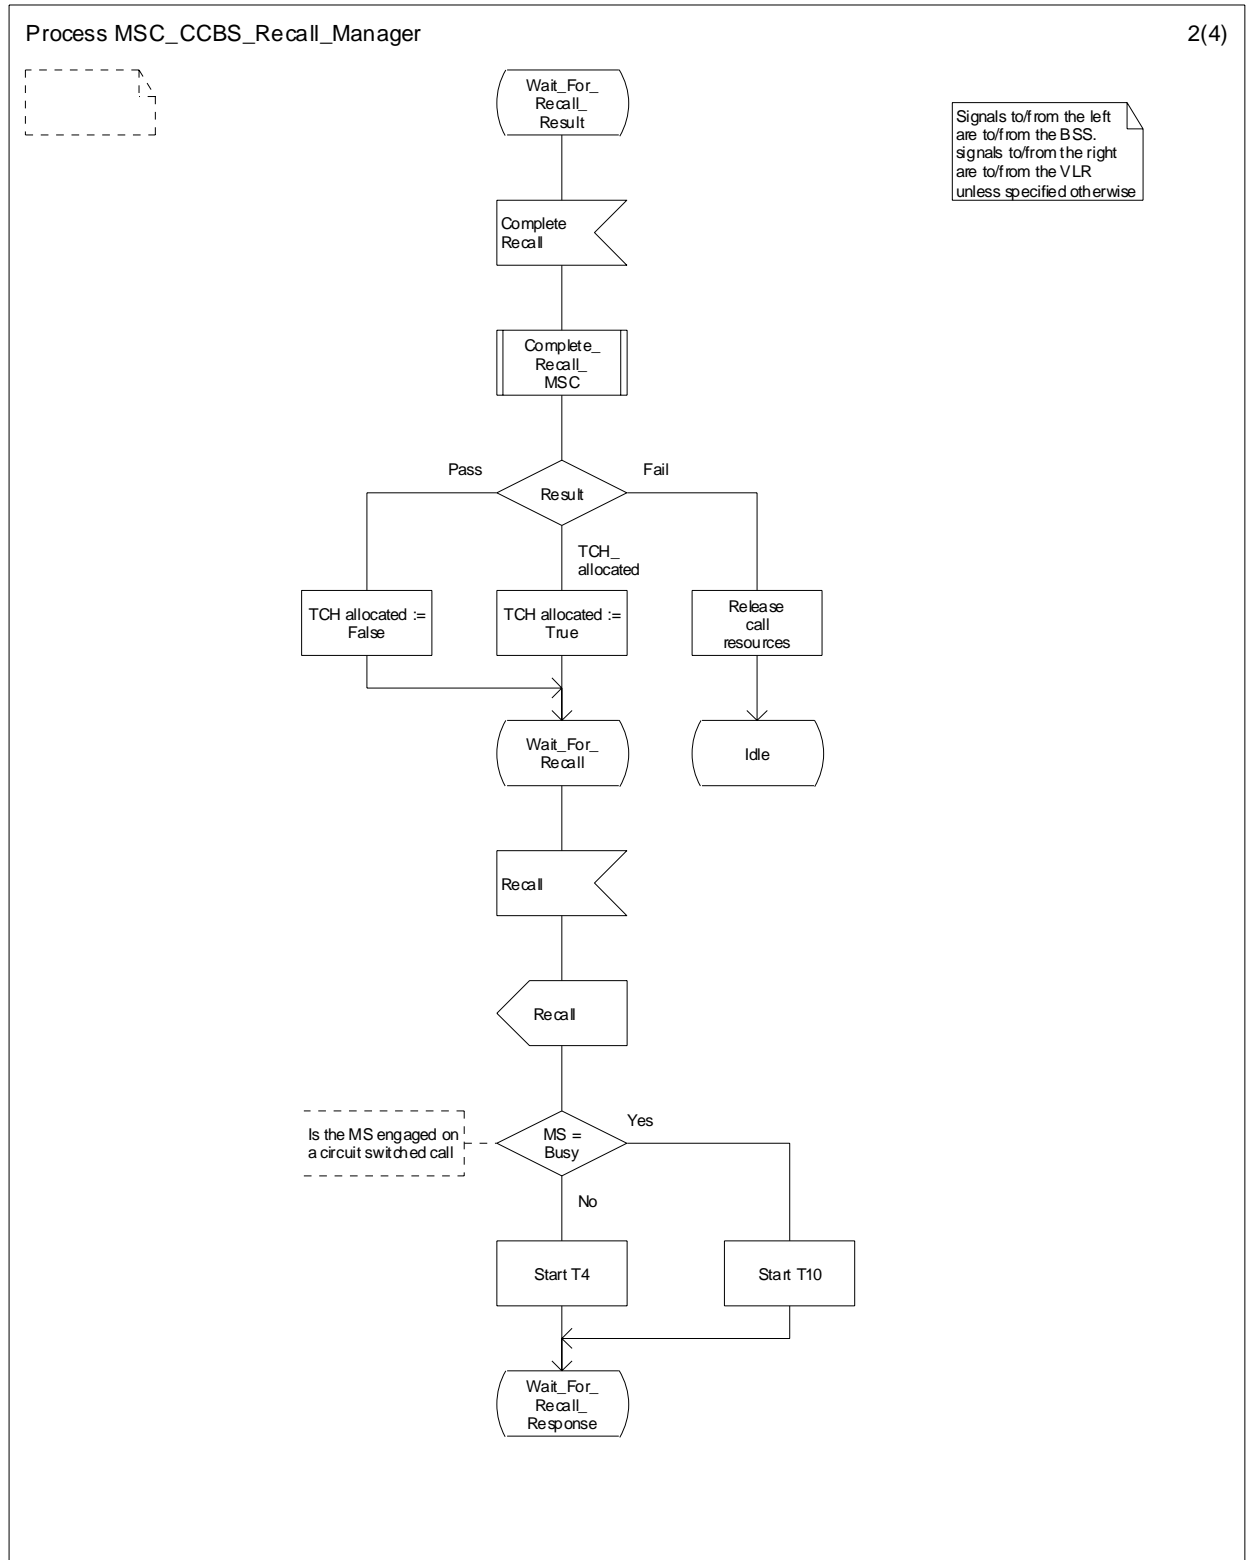 Process MSC_CCBS_Recall_Manager
2(4)
Wait_For_
Recall_
Result
Signals to/from the left
are to/from the BSS.
signals to/from the right
are to/from the VLR
unless specified otherwise
Complete
Recall
Complete_
Recall_
MSC
Pass
Fail
Result
TCH_
allocated
TCH allocated :=
False
TCH allocated :=
True
Release
call
resources
Wait_For_
Recall
Idle
Recall
Recall
Is the MS engaged on
a circuit switched call
MS =
Busy
Yes
No
Start T4
Start T10
Wait_For_
Recall_
Response